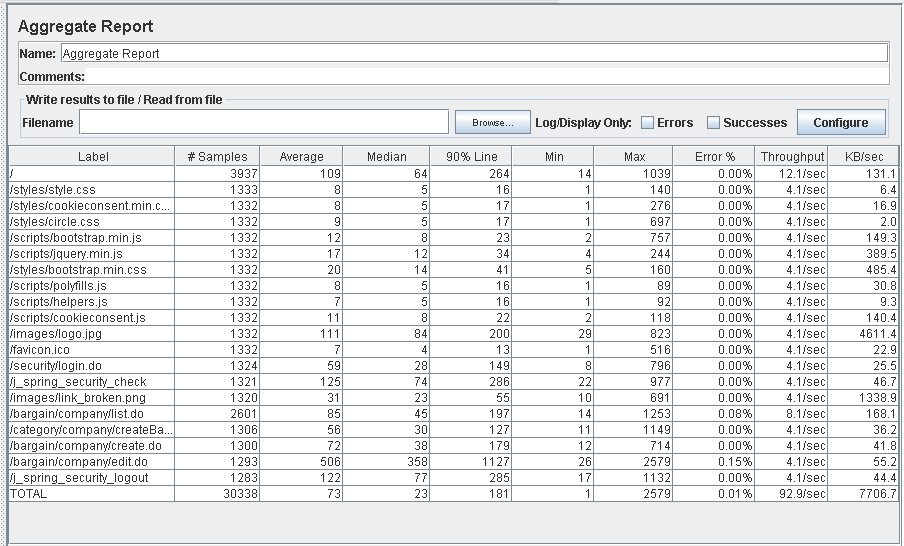 Aggregate Report
Name: Aggregate Report
Comments:
Write results to file / Read from file
Filename Browse... Log/Display Only: Errors Successes Configure
Label # Samples Average Median 90% Line Min Max Error % Throughput KB/sec
/ 3937 109 64 264 14 1039 0.00% 12.1/sec 131.1
/styles/style.css 1333 8 5 16 1 140 0.00% 4.1/sec 6.4
/styles/cookieconsent.min.c... 1332 8 5 17 1 276 0.00% 4.1/sec 16.9
/styles/circle.css 1332 9 5 17 1 697 0.00% 4.1/sec 2.0
/scripts/bootstrap.min.js 1332 12 8 23 2 757 0.00% 4.1/sec 149.3
/scripts/jquery.min.js 1332 17 12 34 4 244 0.00% 4.1/sec 389.5
/styles/bootstrap.min.css 1332 20 14 41 5 160 0.00% 4.1/sec 485.4
/scripts/polyfills.js 1332 8 5 16 1 89 0.00% 4.1/sec 30.8
/scripts/helpers.js 1332 7 5 16 1 92 0.00% 4.1/sec 9.3
/scripts/cookieconsent.js 1332 11 8 22 2 118 0.00% 4.1/sec 140.4
/images/logo.jpg 1332 111 84 200 29 823 0.00% 4.1/sec 4611.4
/favicon.ico 1332 7 4 13 1 516 0.00% 4.1/sec 22.9
/security/login.do 1324 59 28 149 8 796 0.00% 4.1/sec 25.5
/j_spring_security_check 1321 125 74 286 22 977 0.00% 4.1/sec 46.7
/images/link_broken.png 1320 31 23 55 10 691 0.00% 4.1/sec 1338.9
/bargain/company/list.do 2601 85 45 197 14 1253 0.08% 8.1/sec 168.1
/category/company/createBa... 1306 56 30 127 11 1149 0.00% 4.1/sec 36.2
/bargain/company/create.do 1300 72 38 179 12 714 0.00% 4.1/sec 41.8
/bargain/company/edit.do 1293 506 358 1127 26 2579 0.15% 4.1/sec 55.2
/j_spring_security_logout 1283 122 77 285 17 1132 0.00% 4.1/sec 44.4
TOTAL 30338 73 23 181 1 2579 0.01% 92.9/sec 7706.7